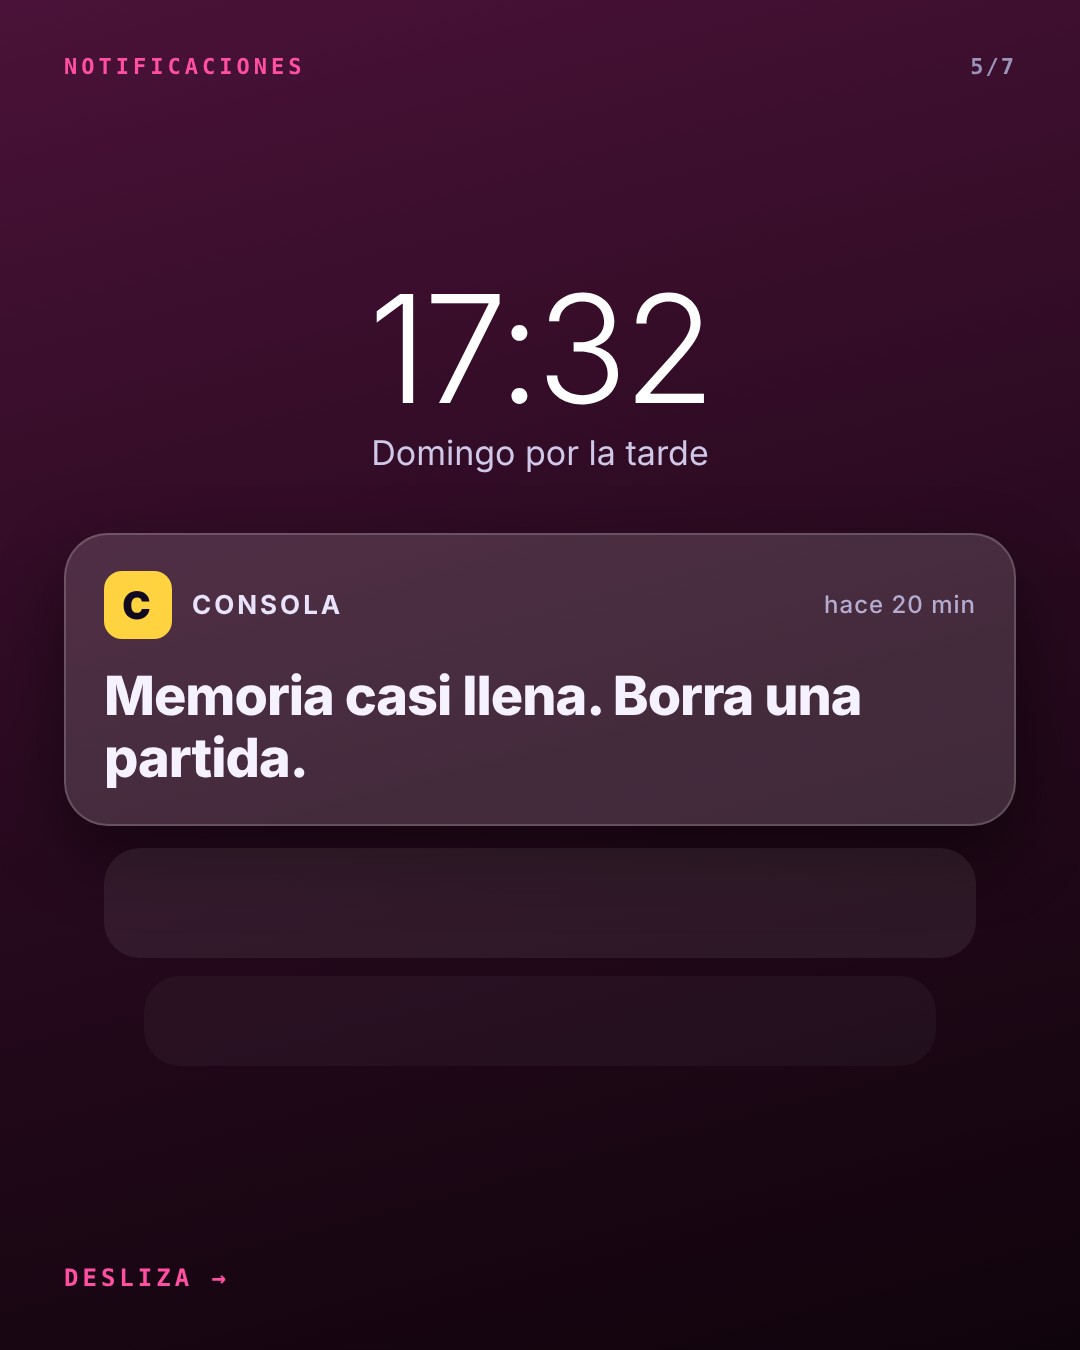 NOTIFICACIONES
5/7
17:32
Domingo por la tarde
C
CONSOLA
hace 20 min
Memoria casi llena. Borra una
partida.
DESLIZA →